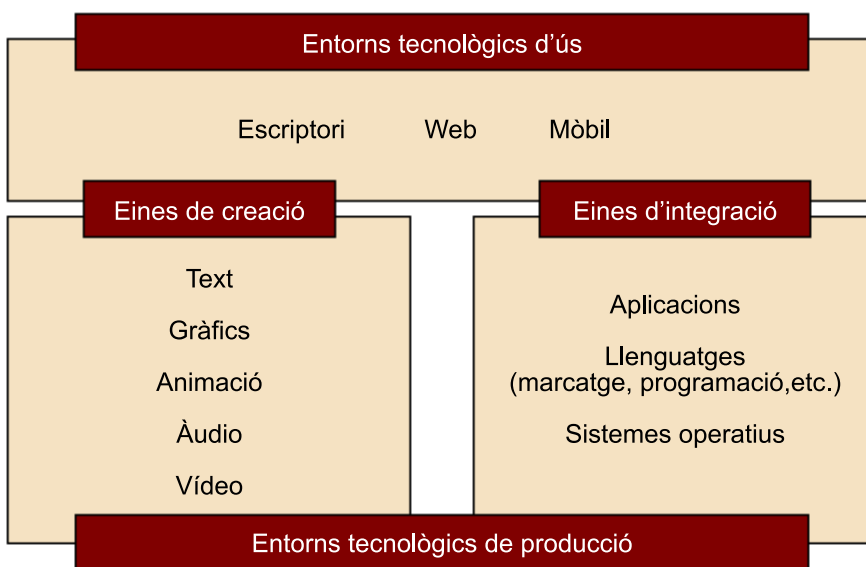 Entorns tecnològics d’ús
Escriptori Web Mòbil
Eines de creació
Text
Gràfics
Animació
Àudio
Vídeo
Eines d’integració
Aplicacions
Llenguatges
(marcatge, programació,etc.)
Sistemes operatius
Entorns tecnològics de producció